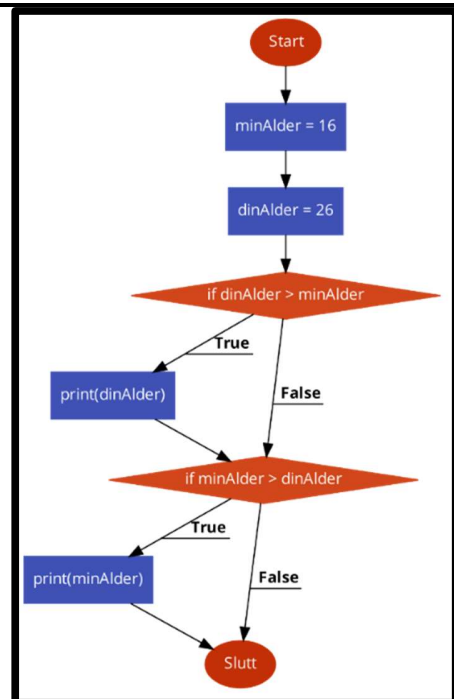 Start
minAlder = 16
dinAlder = 26
if dinAlder > minAlder
True
False
print(dinAlder)
if minAlder > dinAlder
True
False
print(minAlder)
Slutt